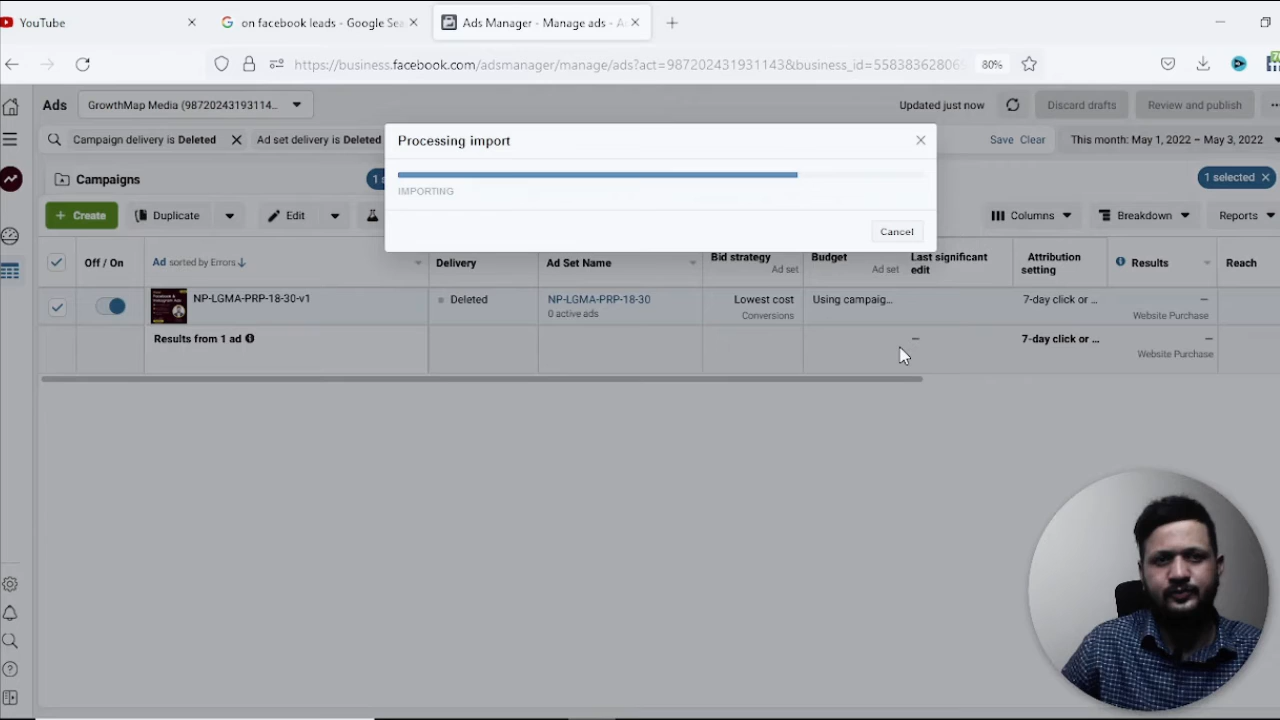 YouTube
on facebook leads - Google Sea
Ads Manager - Manage ads - A
https://business.facebook.com/adsmanager/manage/ads?act=987202431931143&business_id=55838362806
80%
Ads
GrowthMap Media (98720243193114...
Updated just now
Discard drafts
Review and publish
Campaign delivery is Deleted
Ad set delivery is Deleted
Save Clear
This month: May 1, 2022 – May 3, 2022
Processing import
IMPORTING
Cancel
Campaigns
1 selected
+ Create
Duplicate
Edit
Columns
Breakdown
Reports
Off / On
Ad sorted by Errors
Delivery
Ad Set Name
Bid strategy
Ad set
Budget
Ad set
Last significant
edit
Attribution
setting
Results
Reach
NP-LGMA-PRP-18-30-v1
Deleted
NP-LGMA-PRP-18-30
0 active ads
Lowest cost
Conversions
Using campaig...
7-day click or ...
—
Website Purchase
Results from 1 ad
—
7-day click or ...
—
Website Purchase